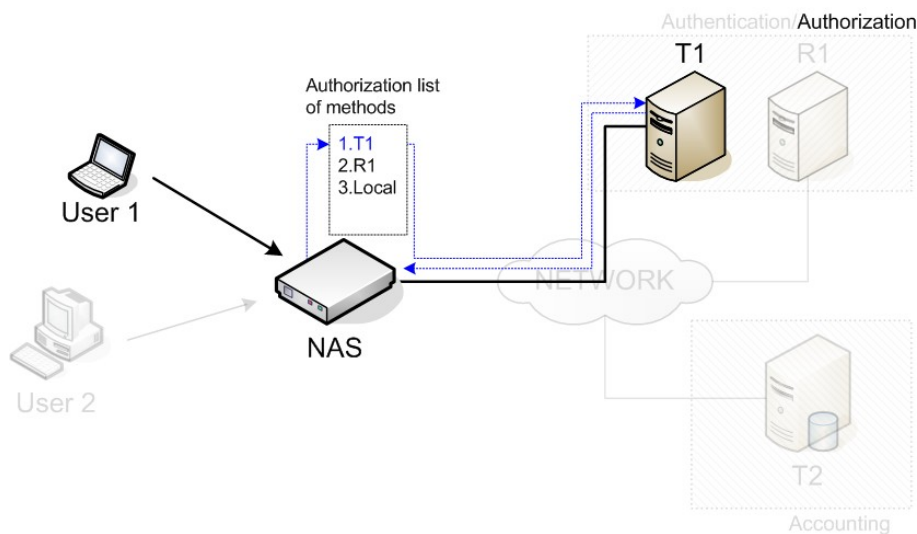 Authentication/Authorization
T1
R1
Authorization list
of methods
1.T1
2.R1
3.Local
User 1
NETWORK
NAS
User 2
T2
Accounting